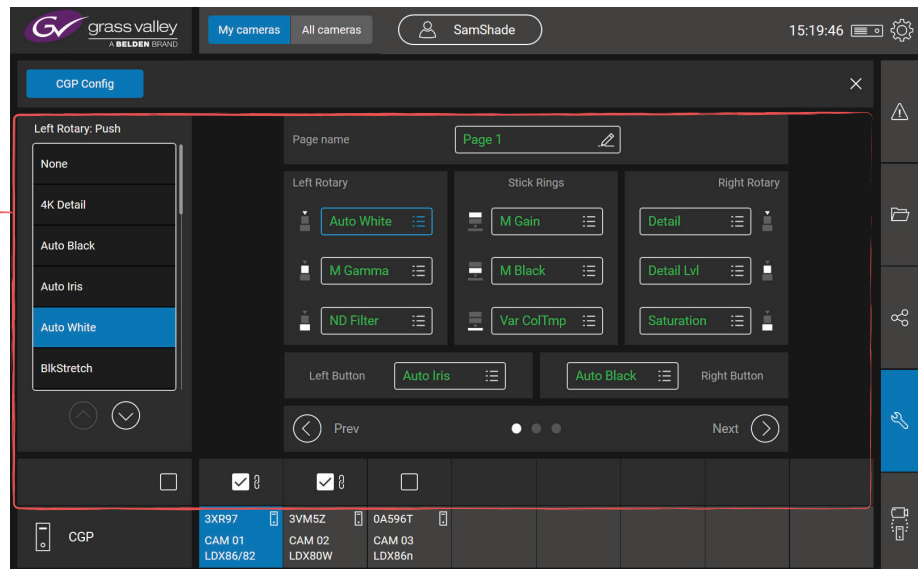 grass valley
A BELDEN BRAND
My cameras
All cameras
SamShade
15:19:46
CGP Config
Left Rotary: Push
None
4K Detail
Auto Black
Auto Iris
Auto White
BlkStretch
Page name
Page 1
Left Rotary
Stick Rings
Right Rotary
Auto White
M Gain
Detail
M Gamma
M Black
Detail Lvl
ND Filter
Var ColTmp
Saturation
Left Button
Auto Iris
Auto Black
Right Button
Prev
Next
CGP
3XR97
CAM 01
LDX86/82
3VM5Z
CAM 02
LDX80W
0A596T
CAM 03
LDX86n